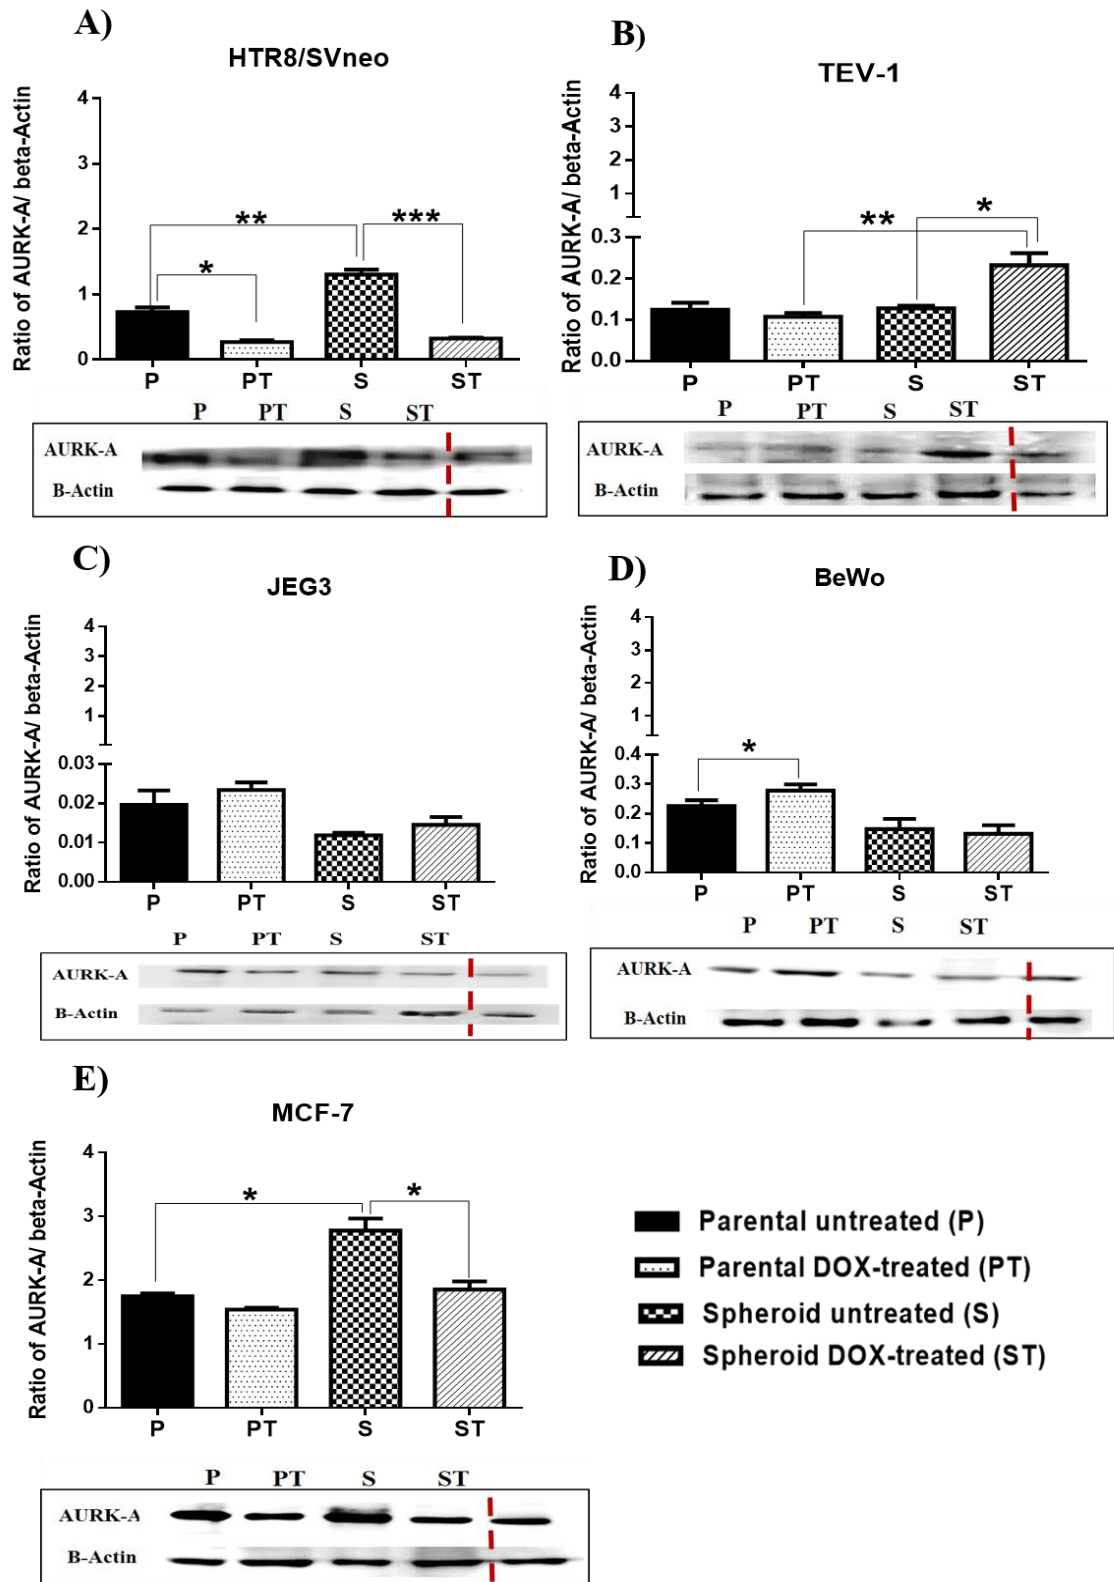 A)
HTR8/SVneo
Ratio of AURK-A/ beta-Actin
4
3
2
1
0
**
***
*
P PT S ST
P PT S ST
AURK-A
B-Actin
B)
TEV-1
Ratio of AURK-A/ beta-Actin
4
3
2
1
0.3
0.2
0.1
0.0
**
*
P PT S ST
P PT S ST
AURK-A
B-Actin
C)
JEG3
Ratio of AURK-A/ beta-Actin
4
3
2
1
0.03
0.02
0.01
0.00
P PT S ST
P PT S ST
AURK-A
B-Actin
D)
BeWo
Ratio of AURK-A/ beta-Actin
4
3
2
1
0.4
0.3
0.2
0.1
0.0
*
P PT S ST
P PT S ST
AURK-A
B-Actin
E)
MCF-7
Ratio of AURK-A/ beta-Actin
4
3
2
1
0
*
*
P PT S ST
P PT S ST
AURK-A
B-Actin
Parental untreated (P)
Parental DOX-treated (PT)
Spheroid untreated (S)
Spheroid DOX-treated (ST)